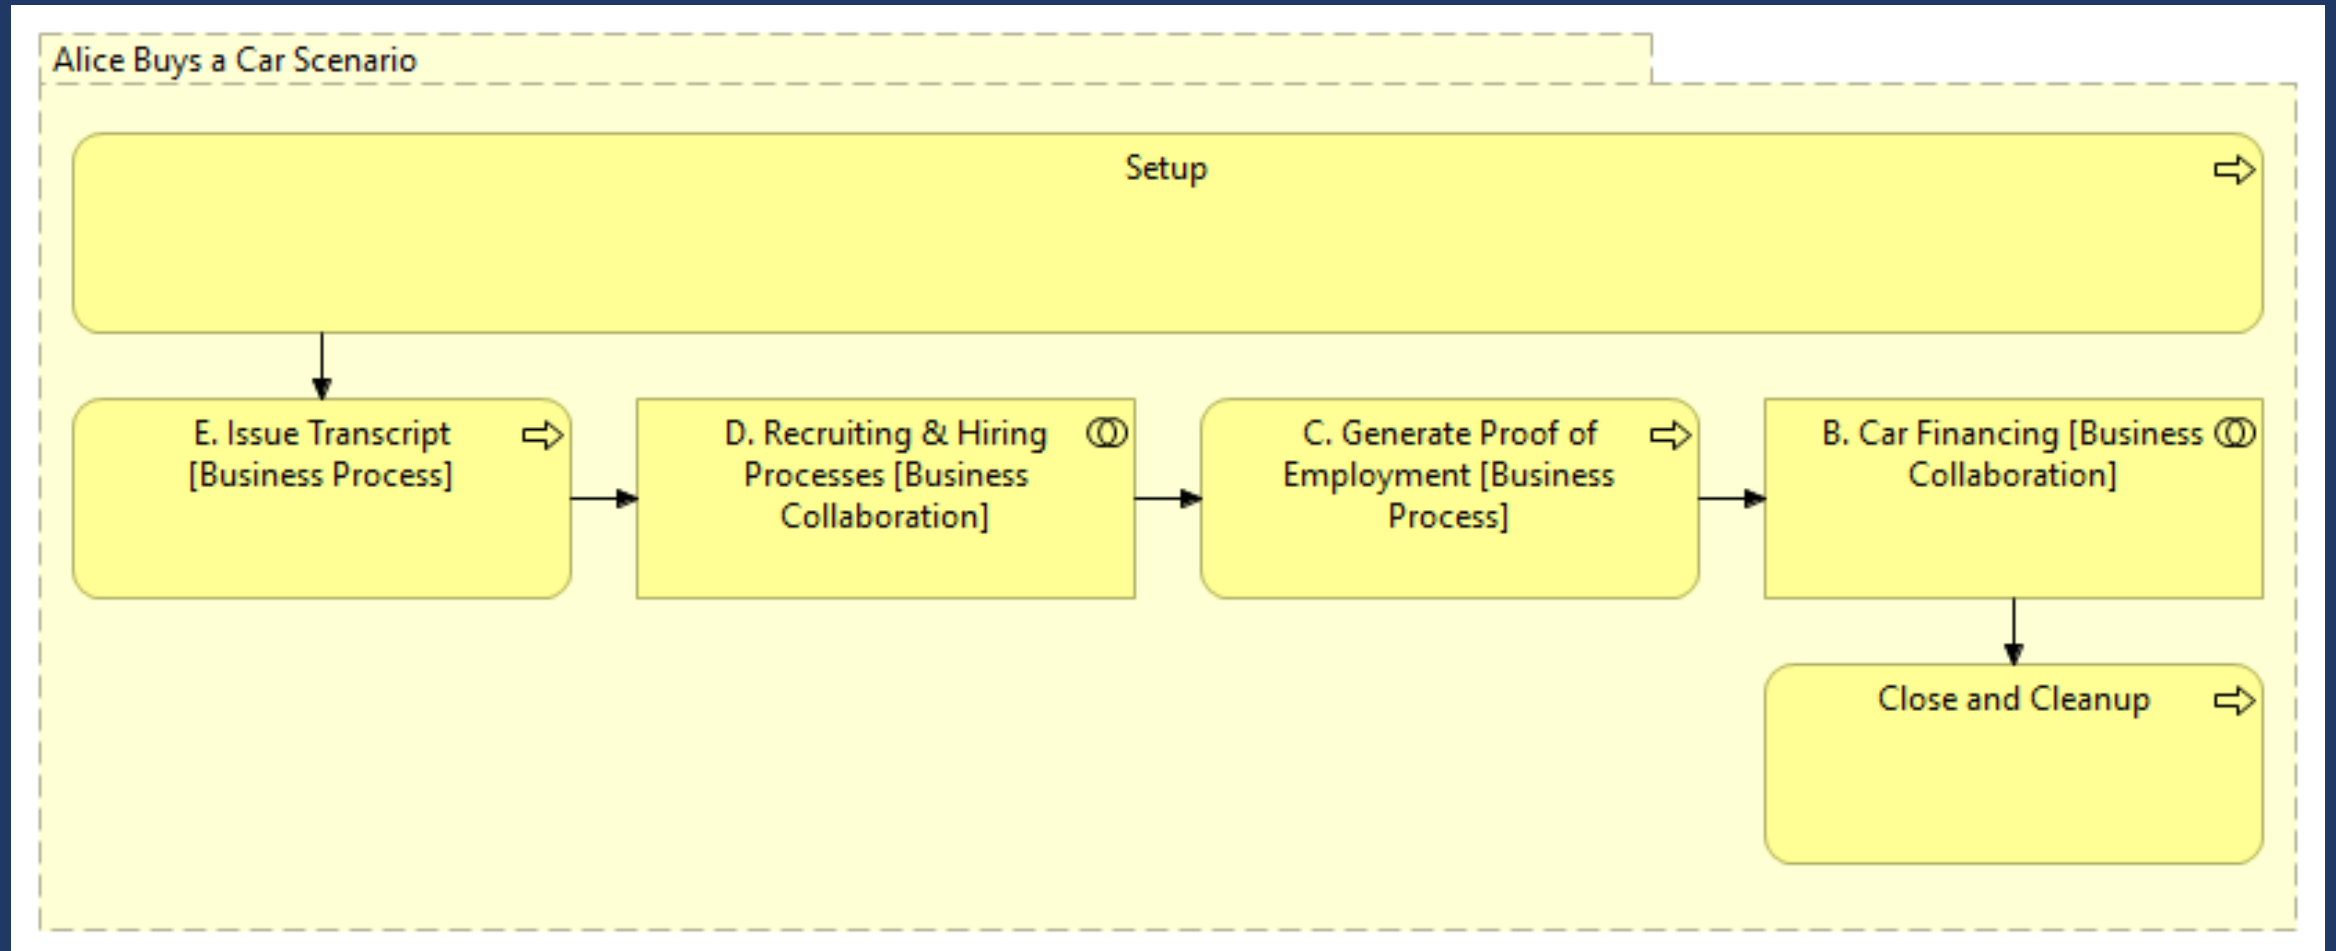 Alice Buys a Car Scenario
Setup
E. Issue Transcript
[Business Process]
D. Recruiting & Hiring
Processes [Business
Collaboration]
C. Generate Proof of
Employment [Business
Process]
B. Car Financing [Business
Collaboration]
Close and Cleanup